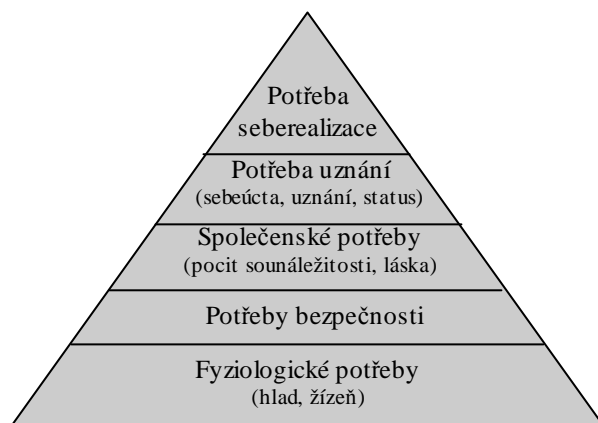 Potřeba
seberealizace
Potřeba uznání
(sebeúcta, uznání, status)
Společenské potřeby
(pocit sounáležitosti, láska)
Potřeby bezpečnosti
Fyziologické potřeby
(hlad, žízeň)